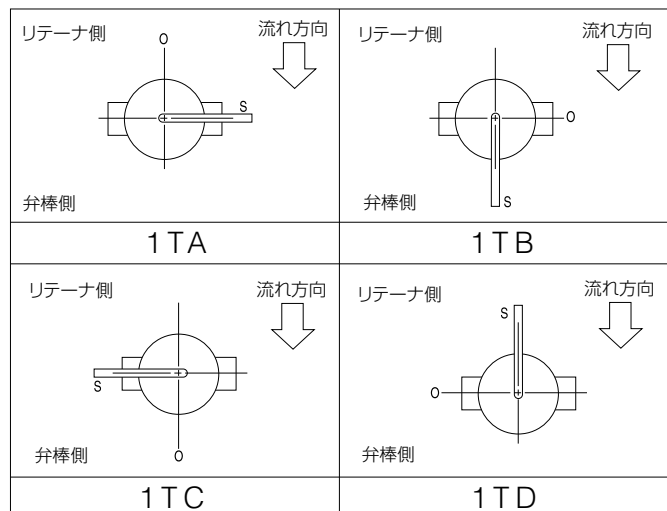 リテーナ側
流れ方向
O
S
弁棒側
1TA
リテーナ側
流れ方向
O
S
弁棒側
1TB
リテーナ側
流れ方向
S
O
弁棒側
1TC
リテーナ側
流れ方向
S
O
弁棒側
1TD